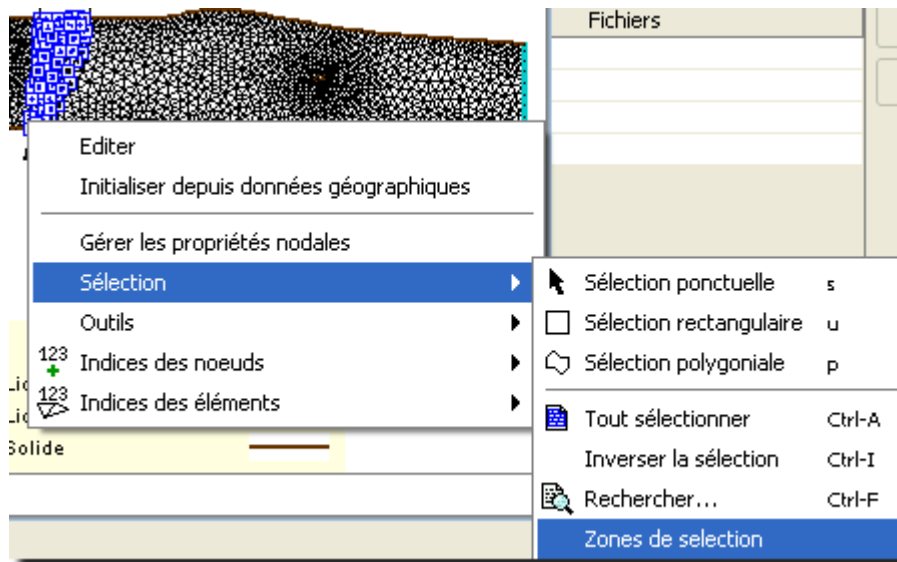 Fichiers
Editer
Initialiser depuis données géographiques
Gérer les propriétés nodales
Sélection
Outils
123 Indices des noeuds
123 Indices des éléments
Solide
Sélection ponctuelle s
Sélection rectangulaire u
Sélection polygoniale p
Tout sélectionner Ctrl-A
Inverser la sélection Ctrl-I
Rechercher... Ctrl-F
Zones de selection